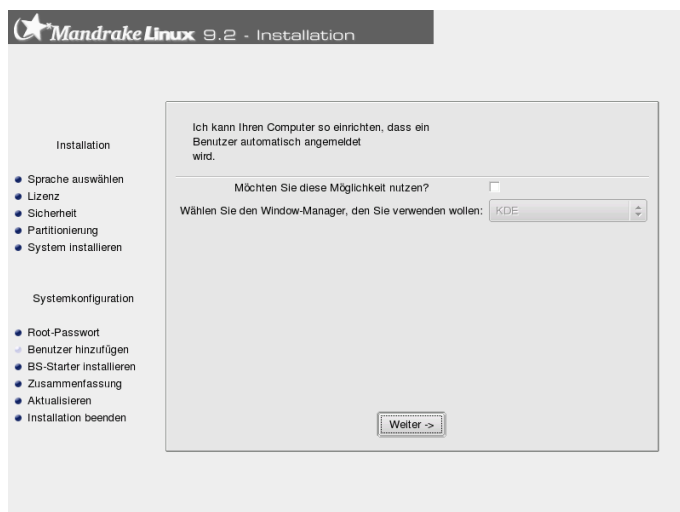 Mandrake Linux 9.2 - Installation
Installation
Sprache auswählen
Lizenz
Sicherheit
Partitionierung
System installieren
Systemkonfiguration
Root-Passwort
Benutzer hinzufügen
BS-Starter installieren
Zusammenfassung
Aktualisieren
Installation beenden
Ich kann Ihren Computer so einrichten, dass ein
Benutzer automatisch angemeldet
wird.
Möchten Sie diese Möglichkeit nutzen?
Wählen Sie den Window-Manager, den Sie verwenden wollen: KDE
Weiter ->